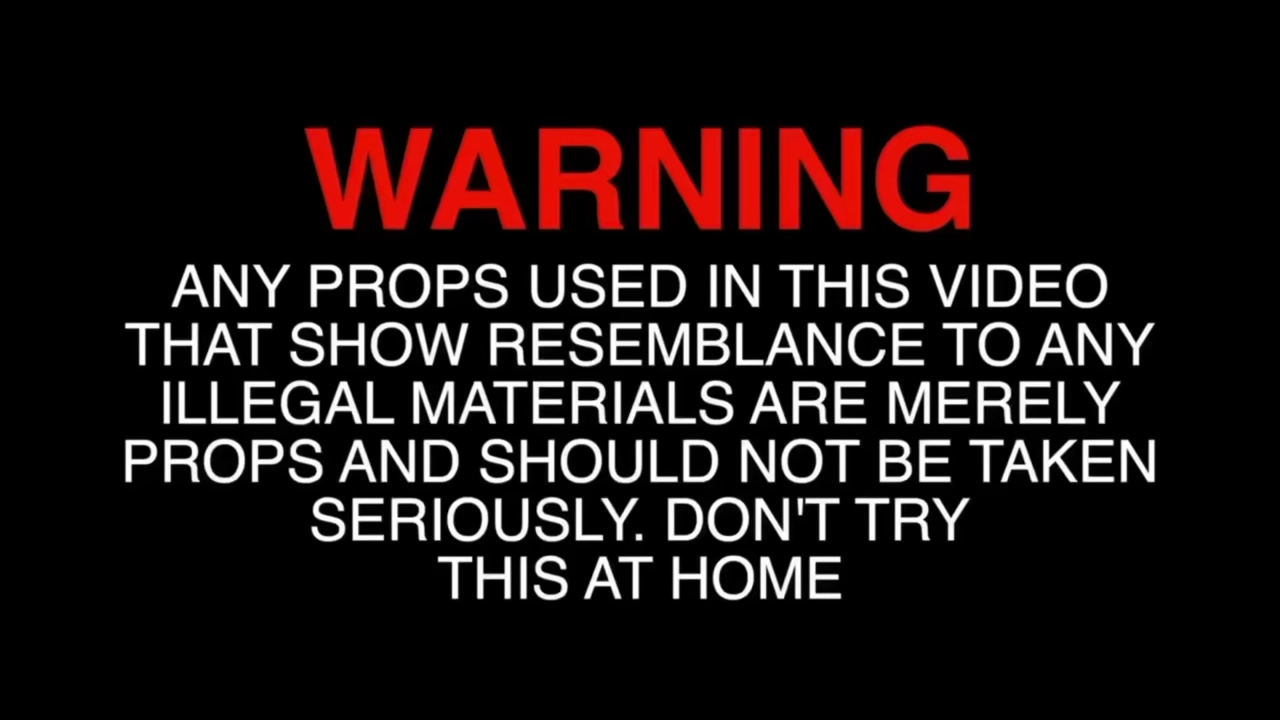 WARNING
ANY PROPS USED IN THIS VIDEO
THAT SHOW RESEMBLANCE TO ANY
ILLEGAL MATERIALS ARE MERELY
PROPS AND SHOULD NOT BE TAKEN
SERIOUSLY. DON'T TRY
THIS AT HOME